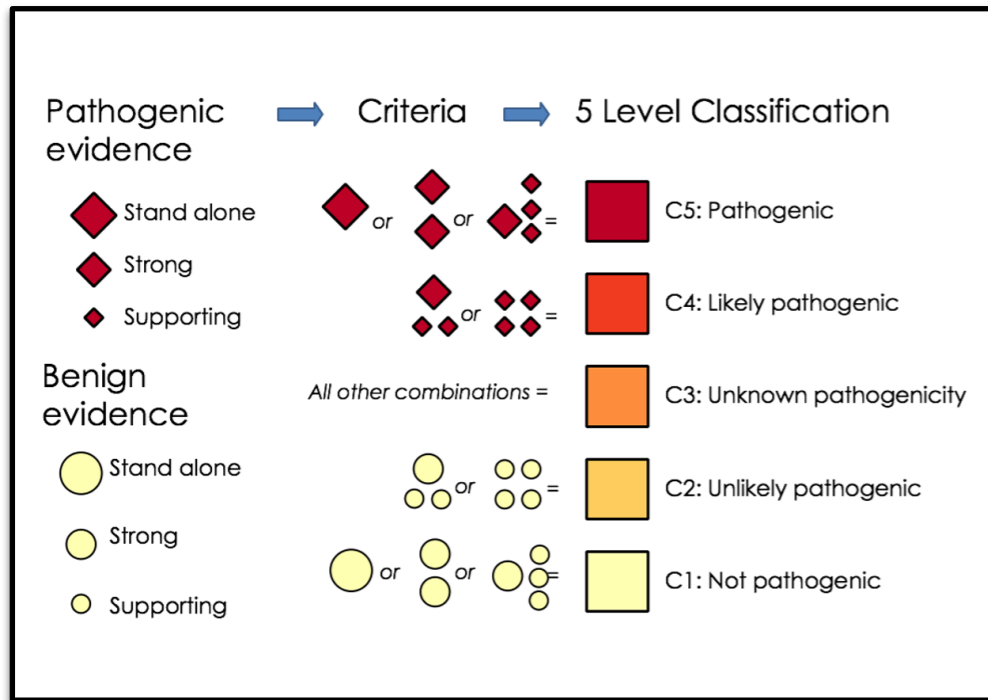 Pathogenic
evidence
Criteria
5 Level Classification
Stand alone
Strong
Supporting
or
or
=
C5: Pathogenic
or
=
C4: Likely pathogenic
Benign
evidence
All other combinations =
C3: Unknown pathogenicity
Stand alone
Strong
Supporting
or
=
C2: Unlikely pathogenic
or
or
=
C1: Not pathogenic